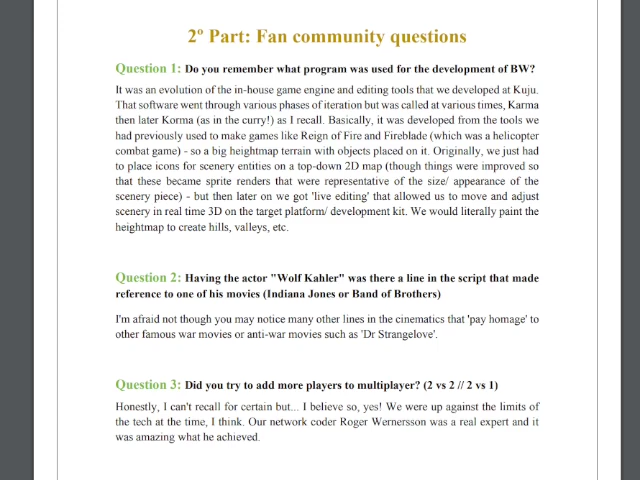 2º Part: Fan community questions
Question 1: Do you remember what program was used for the development of BW?
It was an evolution of the in-house game engine and editing tools that we developed at Kuju.
That software went through various phases of iteration but was called at various times, Karma
then later Korma (as in the curry!) as I recall. Basically, it was developed from the tools we
had previously used to make games like Reign of Fire and Fireblade (which was a helicopter
combat game) - so a big heightmap terrain with objects placed on it. Originally, we just had
to place icons for scenery entities on a top-down 2D map (though things were improved so
that these became sprite renders that were representative of the size/ appearance of the
scenery piece) - but then later on we got 'live editing' that allowed us to move and adjust
scenery in real time 3D on the target platform/ development kit. We would literally paint the
heightmap to create hills, valleys, etc.
Question 2: Having the actor "Wolf Kahler" was there a line in the script that made
reference to one of his movies (Indiana Jones or Band of Brothers)
I'm afraid not though you may notice many other lines in the cinematics that 'pay homage' to
other famous war movies or anti-war movies such as 'Dr Strangelove'.
Question 3: Did you try to add more players to multiplayer? (2 vs 2 // 2 vs 1)
Honestly, I can't recall for certain but... I believe so, yes! We were up against the limits of
the tech at the time, I think. Our network coder Roger Wernersson was a real expert and it
was amazing what he achieved.